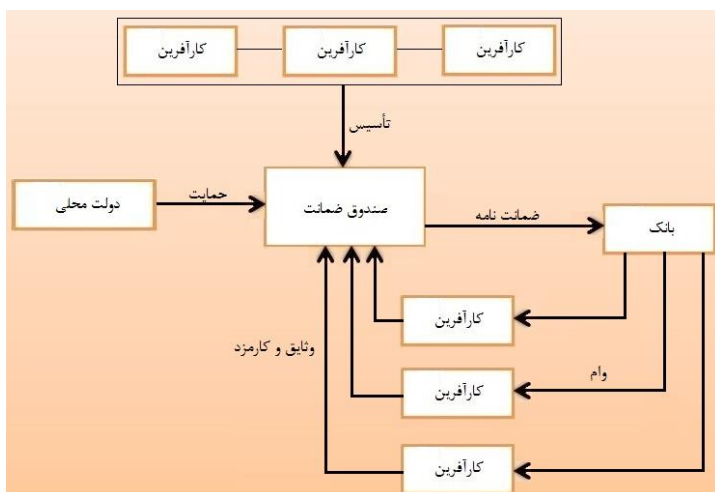 کارآفرین
کارآفرین
کارآفرین
تأسیس
دولت محلی
حمایت
صندوق ضمانت
ضمانت نامه
بانک
کارآفرین
وثایق و کارمزد
وام
کارآفرین
کارآفرین